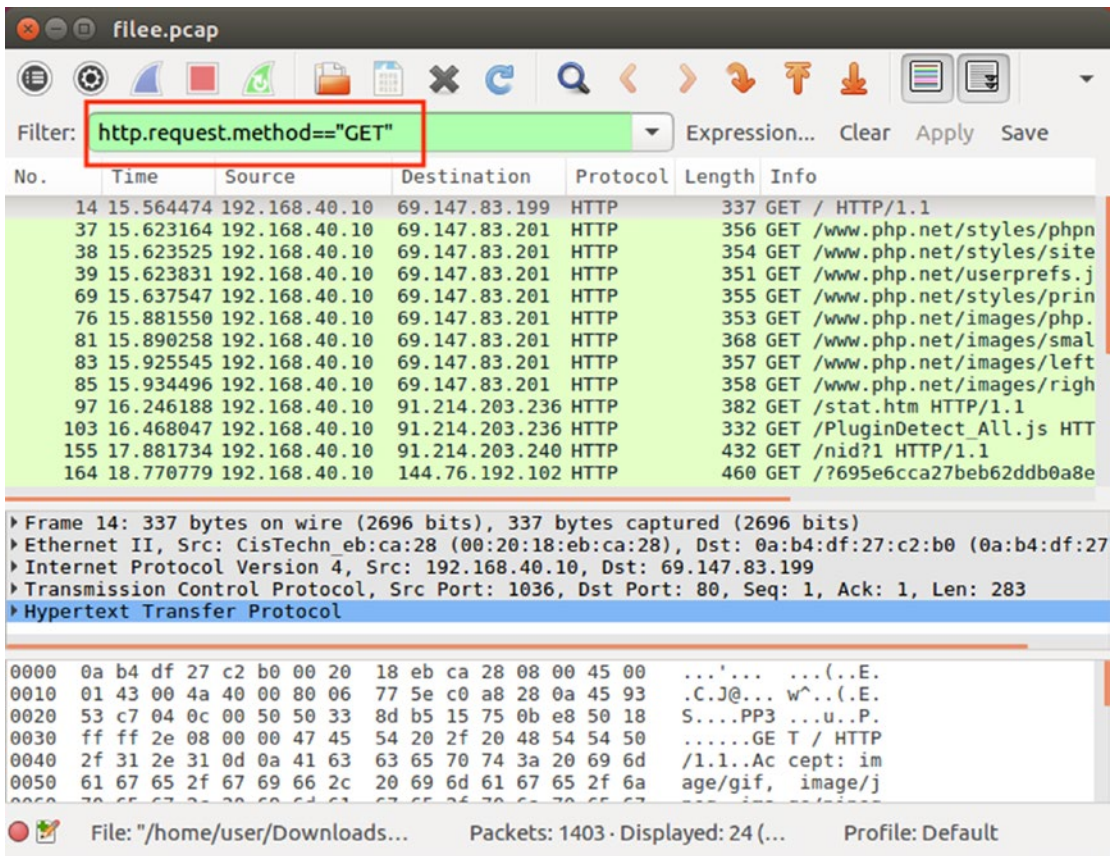 filee.pcap
Filter: http.request.method=="GET" Expression... Clear Apply Save
No. Time Source Destination Protocol Length Info
14 15.564474 192.168.40.10 69.147.83.199 HTTP 337 GET / HTTP/1.1
37 15.623164 192.168.40.10 69.147.83.201 HTTP 356 GET /www.php.net/styles/phpn
38 15.623525 192.168.40.10 69.147.83.201 HTTP 354 GET /www.php.net/styles/site
39 15.623831 192.168.40.10 69.147.83.201 HTTP 351 GET /www.php.net/userprefs.j
69 15.637547 192.168.40.10 69.147.83.201 HTTP 355 GET /www.php.net/styles/prin
76 15.881550 192.168.40.10 69.147.83.201 HTTP 353 GET /www.php.net/images/php.
81 15.890258 192.168.40.10 69.147.83.201 HTTP 368 GET /www.php.net/images/smal
83 15.925545 192.168.40.10 69.147.83.201 HTTP 357 GET /www.php.net/images/left
85 15.934496 192.168.40.10 69.147.83.201 HTTP 358 GET /www.php.net/images/righ
97 16.246188 192.168.40.10 91.214.203.236 HTTP 382 GET /stat.htm HTTP/1.1
103 16.468047 192.168.40.10 91.214.203.236 HTTP 332 GET /PluginDetect_All.js HTT
155 17.881734 192.168.40.10 91.214.203.240 HTTP 432 GET /nid?1 HTTP/1.1
164 18.770779 192.168.40.10 144.76.192.102 HTTP 460 GET /?695e6cca27beb62ddb0a8e
Frame 14: 337 bytes on wire (2696 bits), 337 bytes captured (2696 bits)
Ethernet II, Src: CisTechn_eb:ca:28 (00:20:18:eb:ca:28), Dst: 0a:b4:df:27:c2:b0 (0a:b4:df:27
Internet Protocol Version 4, Src: 192.168.40.10, Dst: 69.147.83.199
Transmission Control Protocol, Src Port: 1036, Dst Port: 80, Seq: 1, Ack: 1, Len: 283
Hypertext Transfer Protocol
0000 0a b4 df 27 c2 b0 00 20 18 eb ca 28 08 00 45 00 ...'... ...(..E.
0010 01 43 00 4a 40 00 80 06 77 5e c0 a8 28 0a 45 93 .C.J@... w^..(.E.
0020 53 c7 04 0c 00 50 50 33 8d b5 15 75 0b e8 50 18 S....PP3 ...u..P.
0030 ff ff 2e 08 00 00 47 45 54 20 2f 20 48 54 54 50 ......GE T / HTTP
0040 2f 31 2e 31 0d 0a 41 63 63 65 70 74 3a 20 69 6d /1.1..Ac cept: im
0050 61 67 65 2f 67 69 66 2c 20 69 6d 61 67 65 2f 6a age/gif, image/j
File: "/home/user/Downloads... Packets: 1403 · Displayed: 24 (... Profile: Default